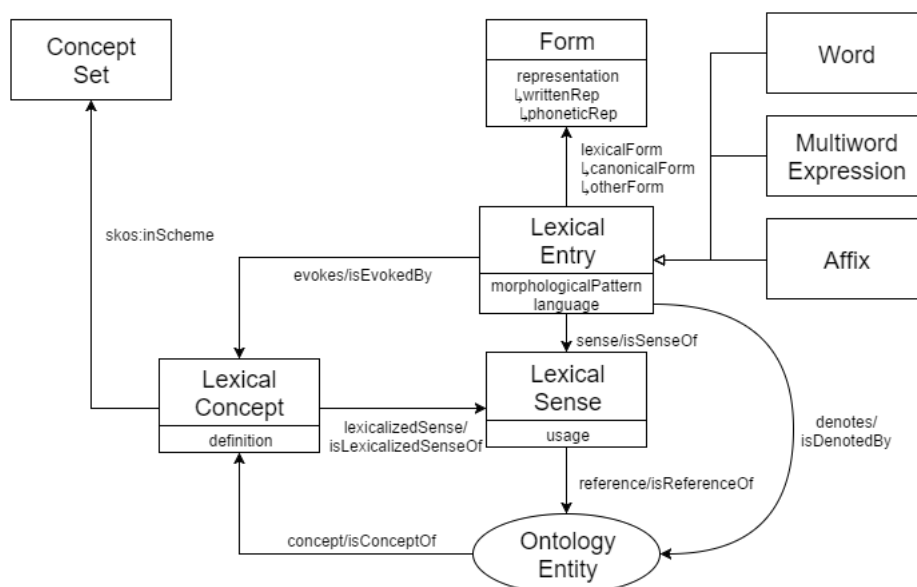 Concept
Set
Form
representation
↳writtenRep
↳phoneticRep
Word
lexicalForm
↳canonicalForm
↳otherForm
Multiword
Expression
skos:inScheme
Lexical
Entry
morphologicalPattern
language
Affix
evokes/isEvokedBy
sense/isSenseOf
Lexical
Concept
definition
lexicalizedSense/
isLexicalizedSenseOf
Lexical
Sense
usage
denotes/
isDenotedBy
reference/isReferenceOf
concept/isConceptOf
Ontology
Entity